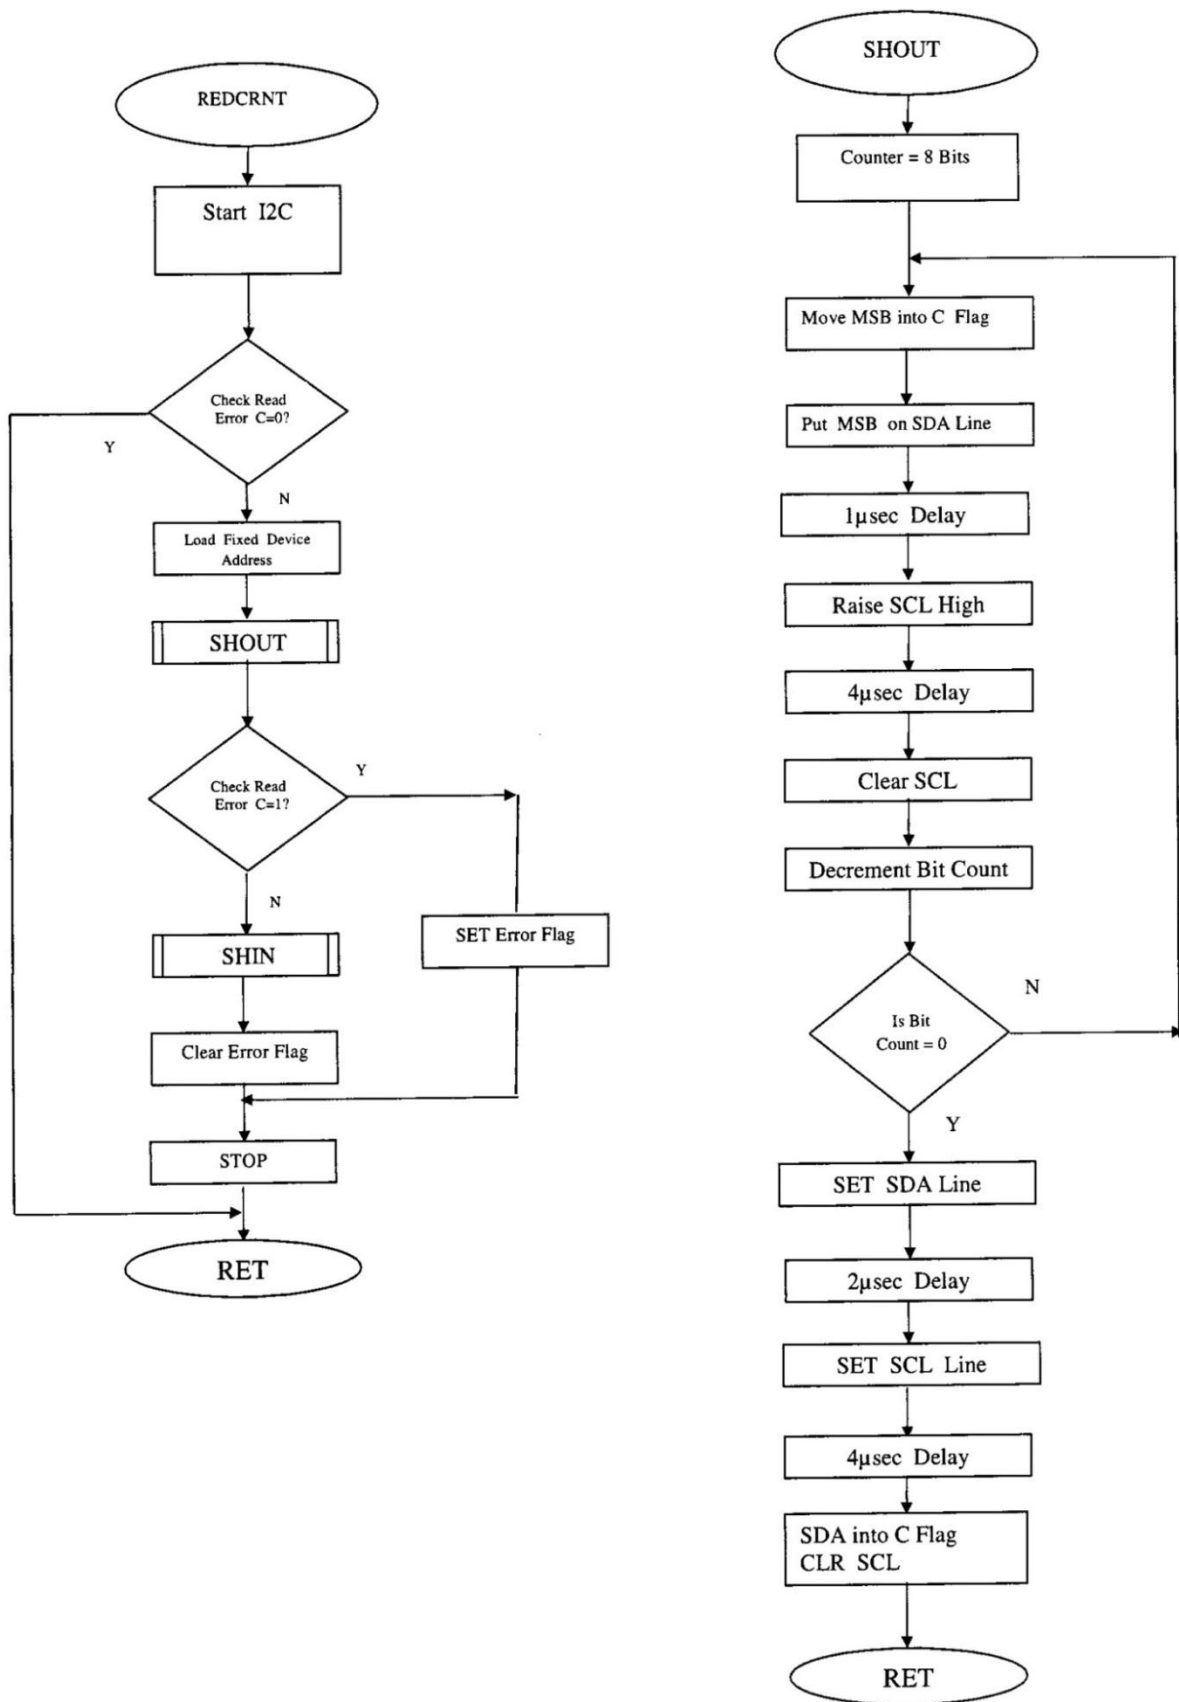 REDCRNT
Start I2C
Check Read
Error C=0?
Y
N
Load Fixed Device
Address
SHOUT
Check Read
Error C=1?
Y
N
SHIN
SET Error Flag
Clear Error Flag
STOP
RET
SHOUT
Counter = 8 Bits
Move MSB into C Flag
Put MSB on SDA Line
1µsec Delay
Raise SCL High
4µsec Delay
Clear SCL
Decrement Bit Count
Is Bit
Count = 0
N
Y
SET SDA Line
2µsec Delay
SET SCL Line
4µsec Delay
SDA into C Flag
CLR SCL
RET